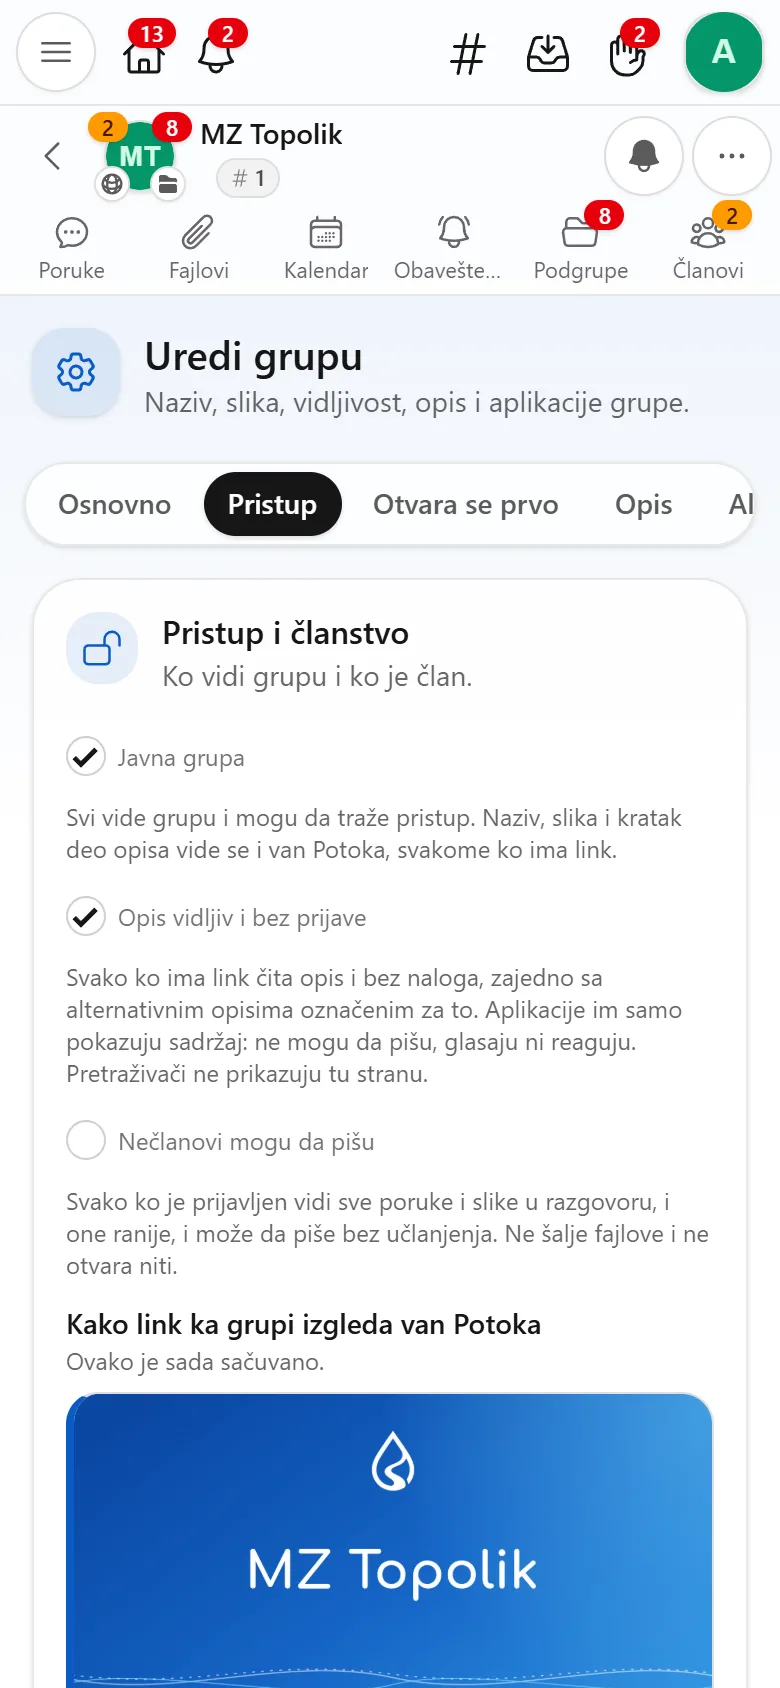 13
2
2
A
2
8
MT
MZ Topolik
# 1
8
2
Poruke
Fajlovi
Kalendar
Obavešte...
Podgrupe
Članovi
Uredi grupu
Naziv, slika, vidljivost, opis i aplikacije grupe.
Osnovno
Pristup
Otvara se prvo
Opis
Pristup i članstvo
Ko vidi grupu i ko je član.
Javna grupa
Svi vide grupu i mogu da traže pristup. Naziv, slika i kratak
deo opisa vide se i van Potoka, svakome ko ima link.
Opis vidljiv i bez prijave
Svako ko ima link čita opis i bez naloga, zajedno sa
alternativnim opisima označenim za to. Aplikacije im samo
pokazuju sadržaj: ne mogu da pišu, glasaju ni reaguju.
Pretraživači ne prikazuju tu stranu.
Nečlanovi mogu da pišu
Svako ko je prijavljen vidi sve poruke i slike u razgovoru, i
one ranije, i može da piše bez učlanjenja. Ne šalje fajlove i ne
otvara niti.
Kako link ka grupi izgleda van Potoka
Ovako je sada sačuvano.
MZ Topolik